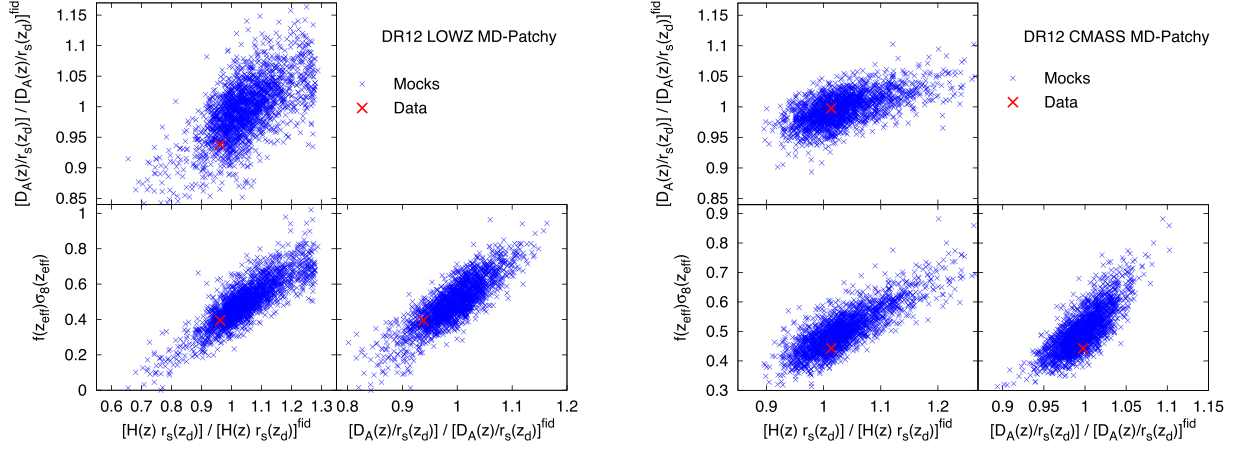 DR12 LOWZ MD-Patchy
Mocks
Data
[D_A(z)/r_s(z_d)] / [D_A(z)/r_s(z_d)]^fid
1.15
1.1
1.05
1
0.95
0.9
0.85
f(z_eff)σ_8(z_eff)
1
0.8
0.6
0.4
0.2
0
0.6 0.7 0.8 0.9 1 1.1 1.2 1.3
[H(z) r_s(z_d)] / [H(z) r_s(z_d)]^fid
0.8 0.9 1 1.1 1.2
[D_A(z)/r_s(z_d)] / [D_A(z)/r_s(z_d)]^fid
DR12 CMASS MD-Patchy
Mocks
Data
[D_A(z)/r_s(z_d)] / [D_A(z)/r_s(z_d)]^fid
1.15
1.1
1.05
1
0.95
0.9
0.85
f(z_eff)σ_8(z_eff)
0.9
0.8
0.7
0.6
0.5
0.4
0.3
0.9 1 1.1 1.2
[H(z) r_s(z_d)] / [H(z) r_s(z_d)]^fid
0.9 0.95 1 1.05 1.1 1.15
[D_A(z)/r_s(z_d)] / [D_A(z)/r_s(z_d)]^fid